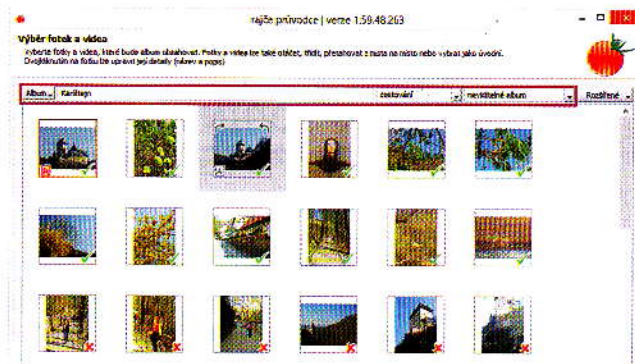 rajče průvodce | verze 1.59.48.263
Výběr fotek a videa
Vyberte fotky a videa, které bude album obsahovat. Fotky a videa lze také otáčet, třídit, přetahovat z místa na místo nebo vybrat jako úvodní.
Dvojkliknutím na fotku lze upravit její detaily (název a popis)
Album Karlštejn cestování neviditelné album Rozšířené